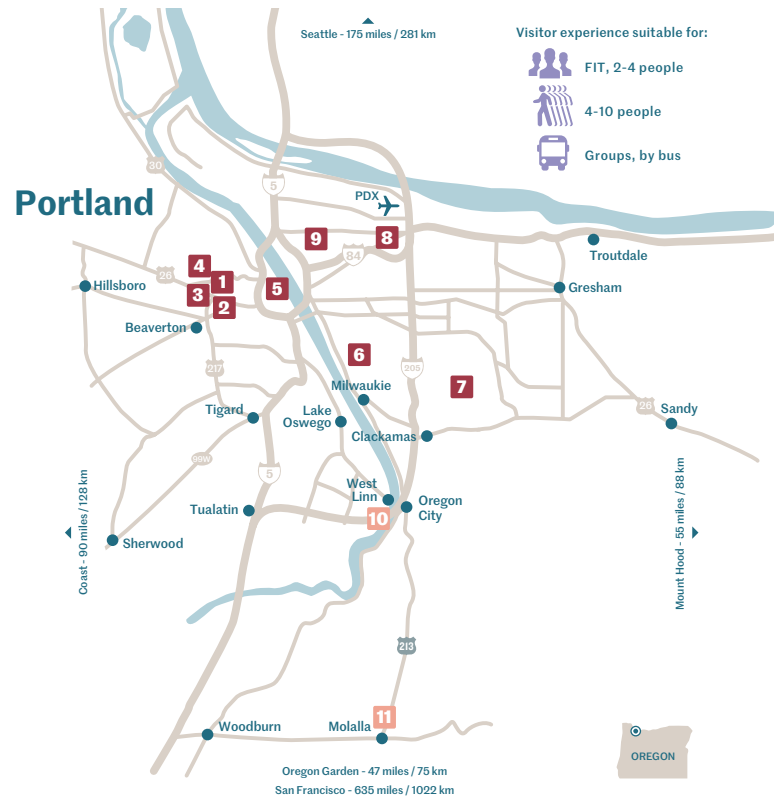 Seattle - 175 miles / 281 km
Visitor experience suitable for:
FIT, 2-4 people
4-10 people
Groups, by bus
30
5
PDX
Portland
9
8
84
Troutdale
4
26
1
Hillsboro
3
2
5
Gresham
Beaverton
6
217
205
7
Milwaukie
Tigard
Lake
Oswego
26
Sandy
Clackamas
99W
5
Coast - 90 miles / 128 km
Mount Hood - 55 miles / 88 km
West
Linn
Oregon
City
Tualatin
10
Sherwood
213
11
Woodburn
Molalla
OREGON
Oregon Garden - 47 miles / 75 km
San Francisco - 635 miles / 1022 km